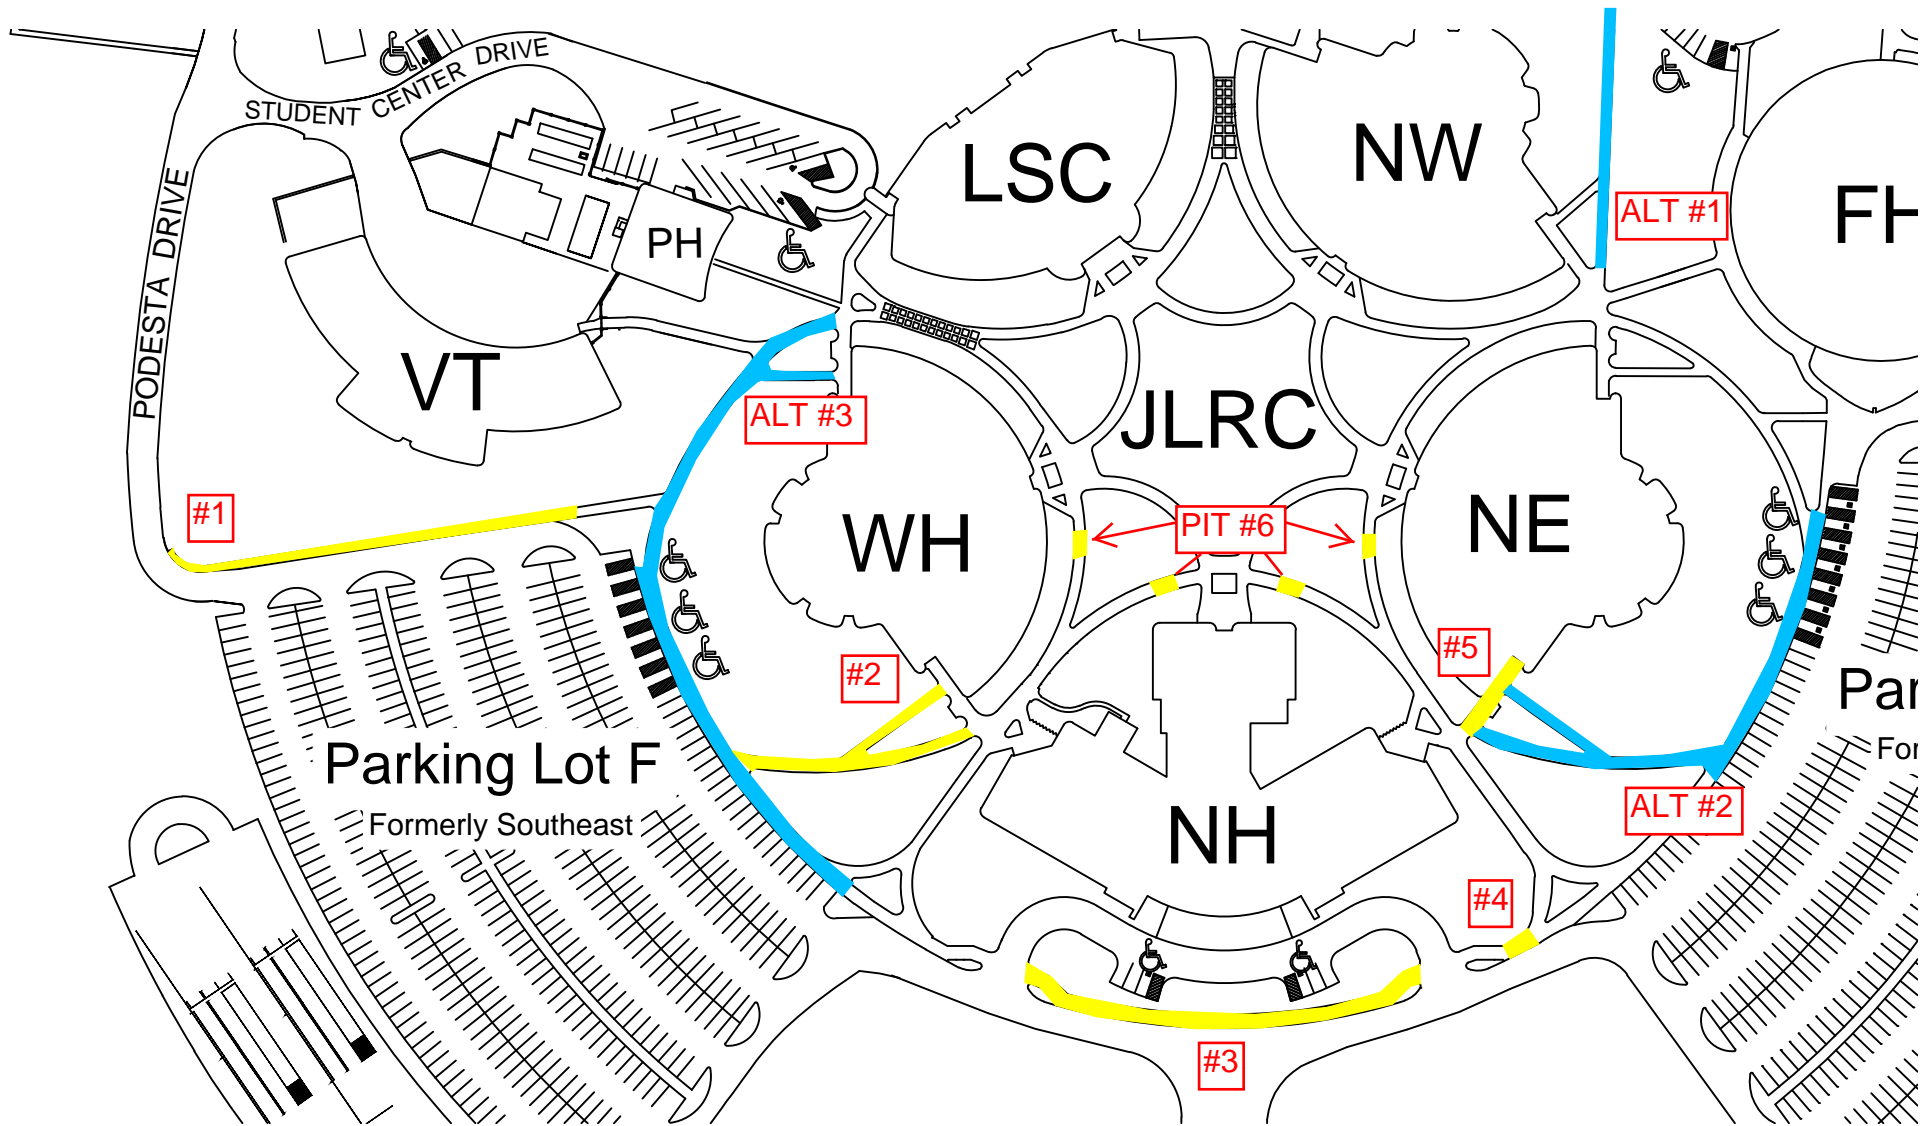 STUDENT CENTER DRIVE
PODESTA DRIVE
LSC
NW
ALT #1
FH
PH
VT
ALT #3
JLRC
#1
WH
PIT #6
NE
#2
#5
Parking Lot F
Formerly Southeast
NH
ALT #2
#4
#3